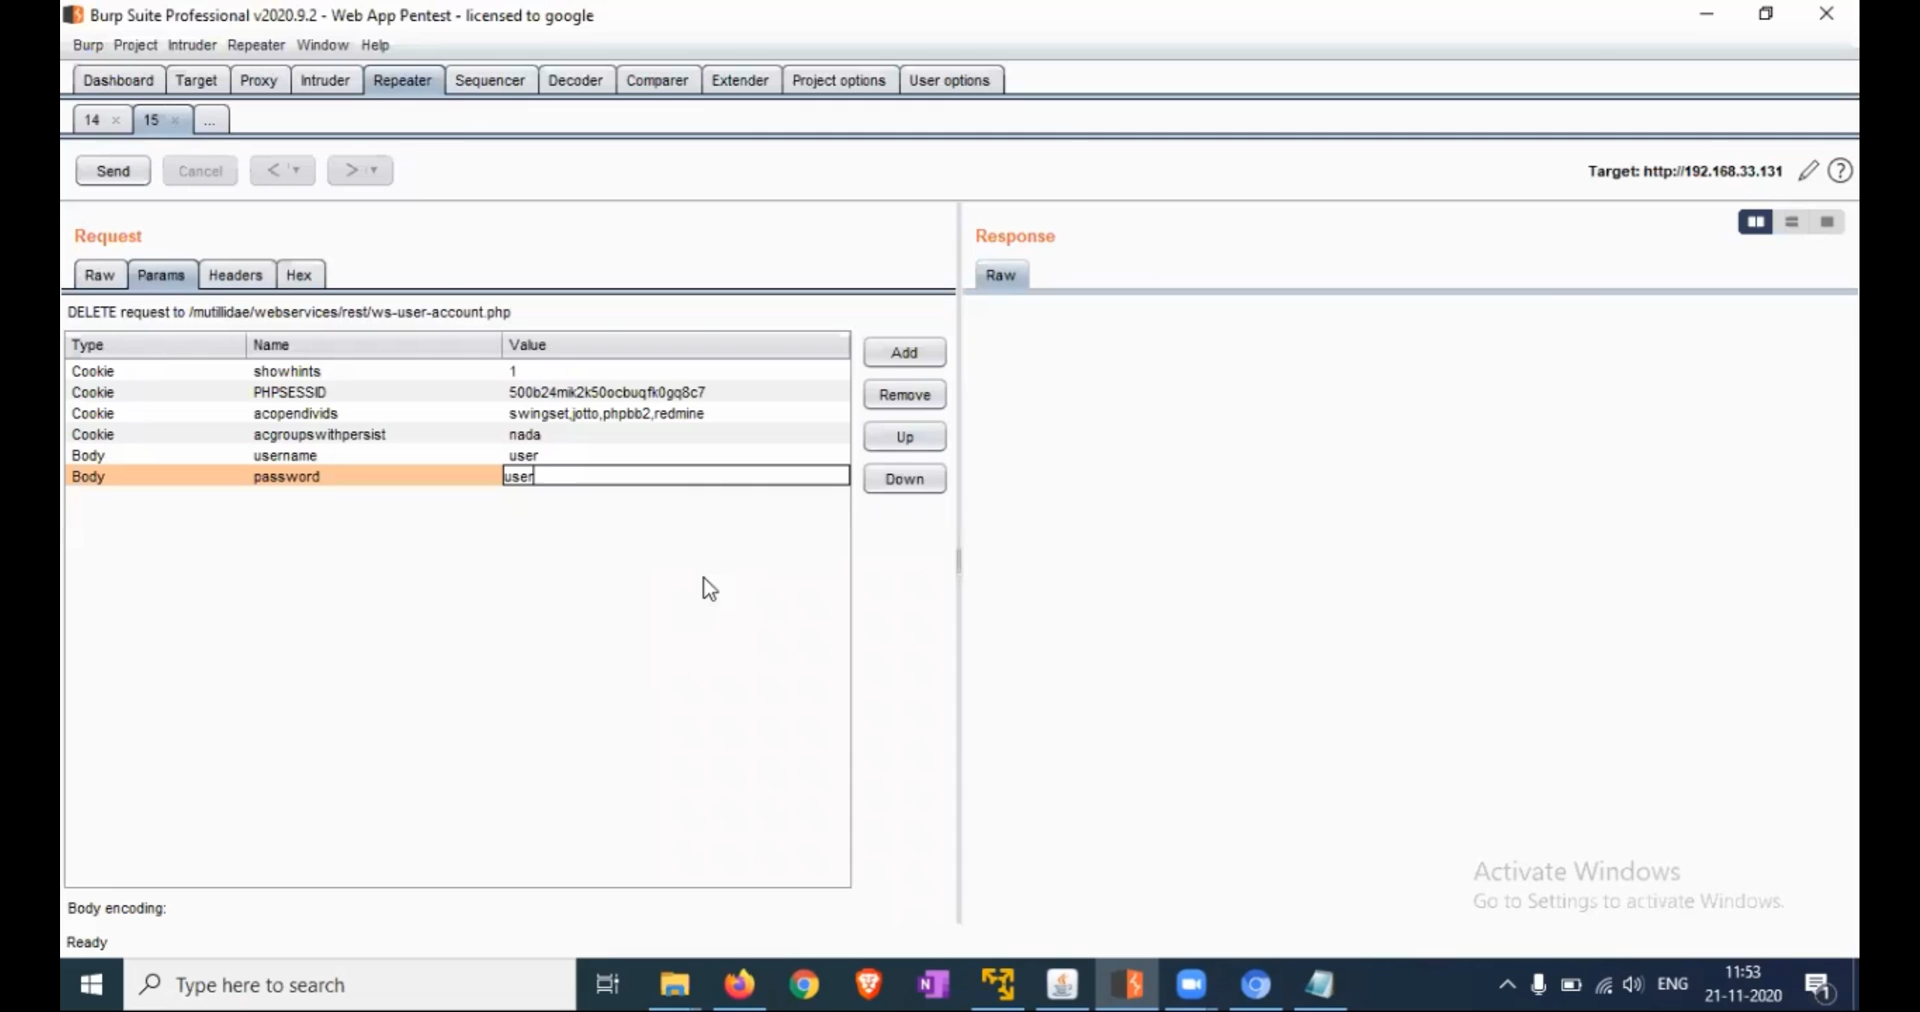 Burp Suite Professional v2020.9.2 - Web App Pentest - licensed to google
Burp Project Intruder Repeater Window Help
Dashboard Target Proxy Intruder Repeater Sequencer Decoder Comparer Extender Project options User options
14 × 15 × ...
Send Cancel < > Target: http://192.168.33.131 ?
Request
Response
Raw Params Headers Hex
Raw
DELETE request to /mutillidae/webservices/rest/ws-user-account.php
Type Name Value
Add
Cookie showhints 1
Cookie PHPSESSID 500b24mik2k50ocbuqfk0gq8c7
Remove
Cookie acopendivids swingset,jotto,phpbb2,redmine
Cookie acgroupswithpersist nada
Up
Body username user
Body password user
Down
Activate Windows
Go to Settings to activate Windows.
Body encoding:
Ready
Type here to search
N
ENG
11:53
21-11-2020
1